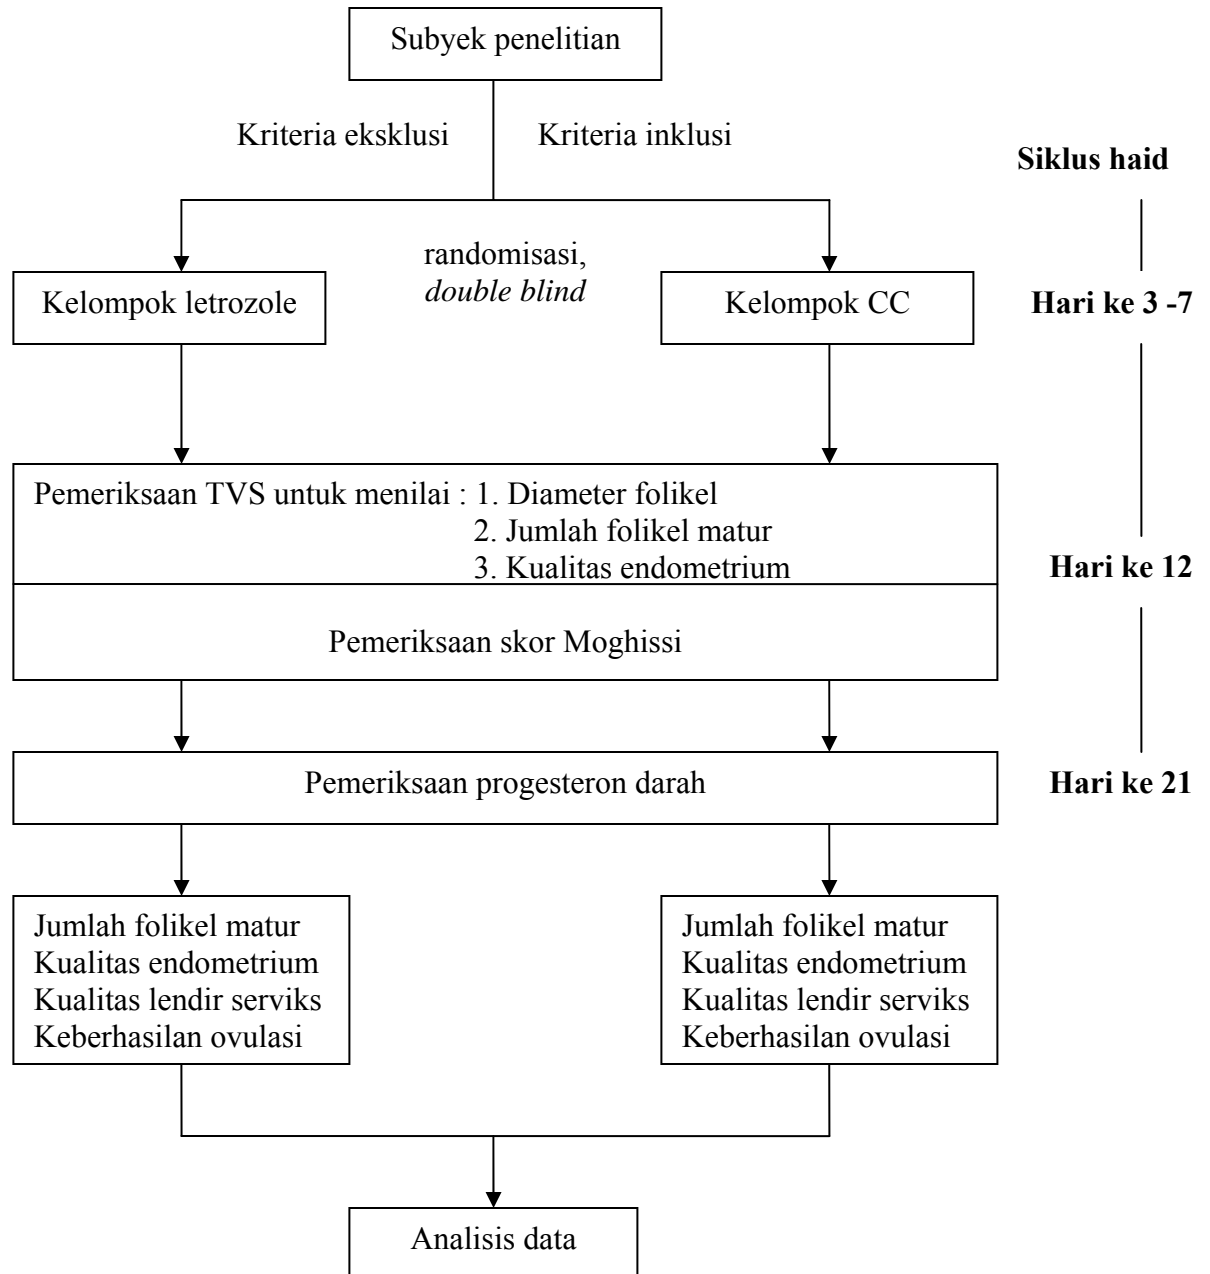 Subyek penelitian
Kriteria eksklusi
Kriteria inklusi
Siklus haid
randomisasi,
double blind
Kelompok letrozole
Kelompok CC
Hari ke 3 -7
Pemeriksaan TVS untuk menilai : 1. Diameter folikel
2. Jumlah folikel matur
3. Kualitas endometrium
Hari ke 12
Pemeriksaan skor Moghissi
Pemeriksaan progesteron darah
Hari ke 21
Jumlah folikel matur
Kualitas endometrium
Kualitas lendir serviks
Keberhasilan ovulasi
Jumlah folikel matur
Kualitas endometrium
Kualitas lendir serviks
Keberhasilan ovulasi
Analisis data